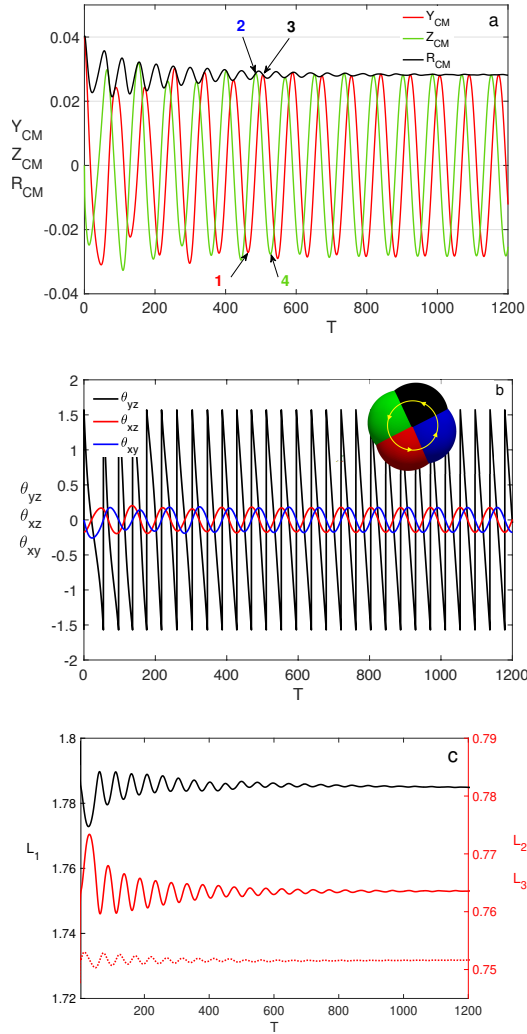 a
0.04
0.02
0
-0.02
-0.04
Y_CM
Z_CM
R_CM
Y_CM
Z_CM
R_CM
2
3
1
4
0 200 400 600 800 1000 1200
T
b
2
1.5
1
0.5
0
-0.5
-1
-1.5
-2
θ_yz
θ_xz
θ_xy
θ_yz
θ_xz
θ_xy
0 200 400 600 800 1000 1200
T
c
1.8
1.78
1.76
1.74
1.72
L_1
0.79
0.78
0.77
0.76
0.75
L_2
L_3
0 200 400 600 800 1000 1200
T